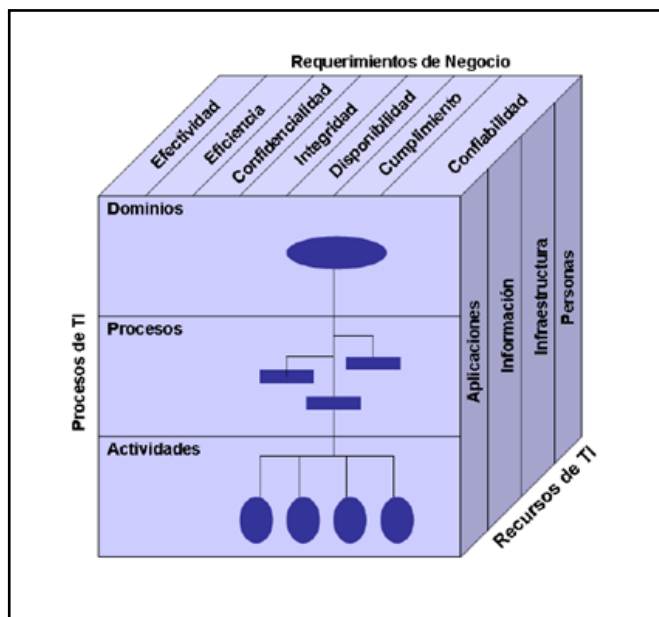 Requerimientos de Negocio
Efectividad
Eficiencia
Confidencialidad
Integridad
Disponibilidad
Cumplimiento
Confiabilidad
Dominios
Procesos
Actividades
Procesos de TI
Aplicaciones
Información
Infraestructura
Personas
Recursos de TI